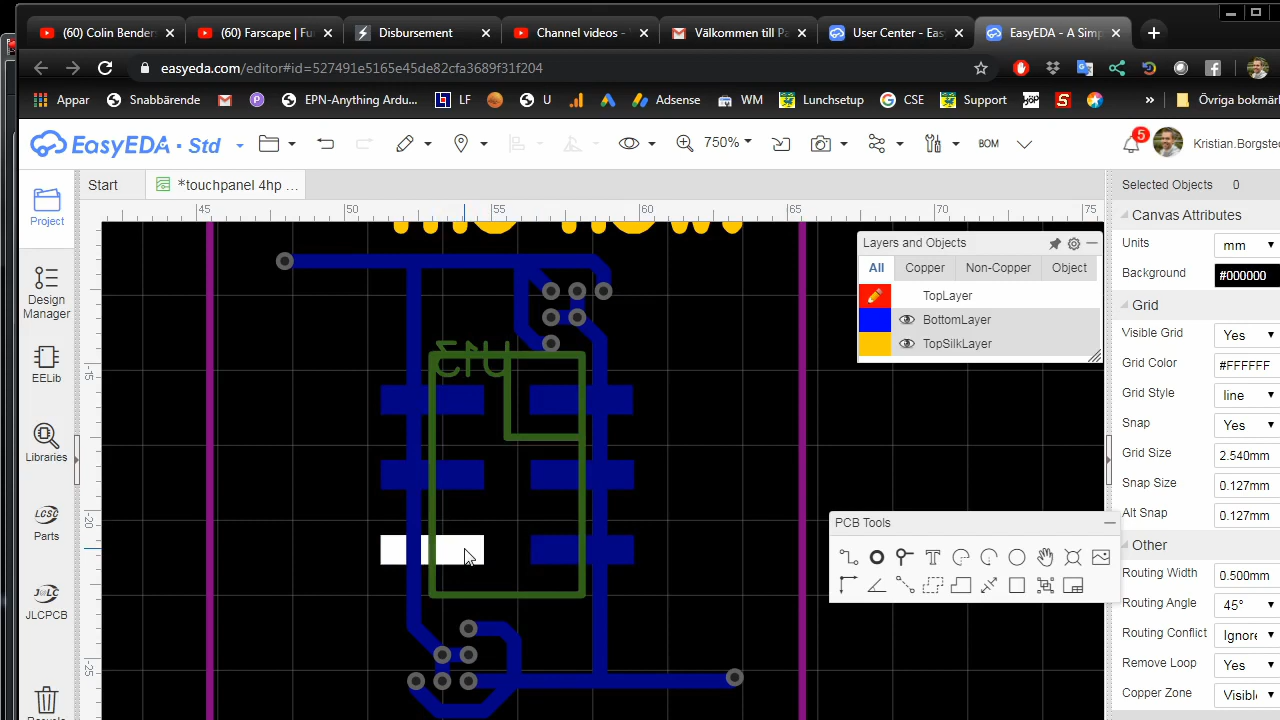 (60) Colin Benders
(60) Farscape | Fu
Disbursement
Channel videos -
Välkommen till Pa
User Center - Eas
EasyEDA - A Simp
easyeda.com/editor#id=527491e5165e45de82cfa3689f31f204
Appar
Snabbärende
EPN-Anything Ardu...
LF
U
Adsense
WM
Lunchsetup
CSE
Support
»
Övriga bokmärk
EasyEDA · Std
750%
BOM
5
Kristian.Borgste
Project
Start
*touchpanel 4hp ...
Selected Objects 0
45
50
55
60
65
70
75
Canvas Attributes
Units mm
Background #000000
Grid
Visible Grid Yes
Grid Color #FFFFFF
Grid Style line
Snap Yes
Grid Size 2.540mm
Snap Size 0.127mm
Alt Snap 0.127mm
Other
Routing Width 0.500mm
Routing Angle 45°
Routing Conflict Ignore
Remove Loop Yes
Copper Zone Visible
Layers and Objects
All Copper Non-Copper Object
TopLayer
BottomLayer
TopSilkLayer
Design
Manager
EELib
Libraries
LCSC
Parts
JLC
JLCPCB
-15
-20
-25
U13
PCB Tools